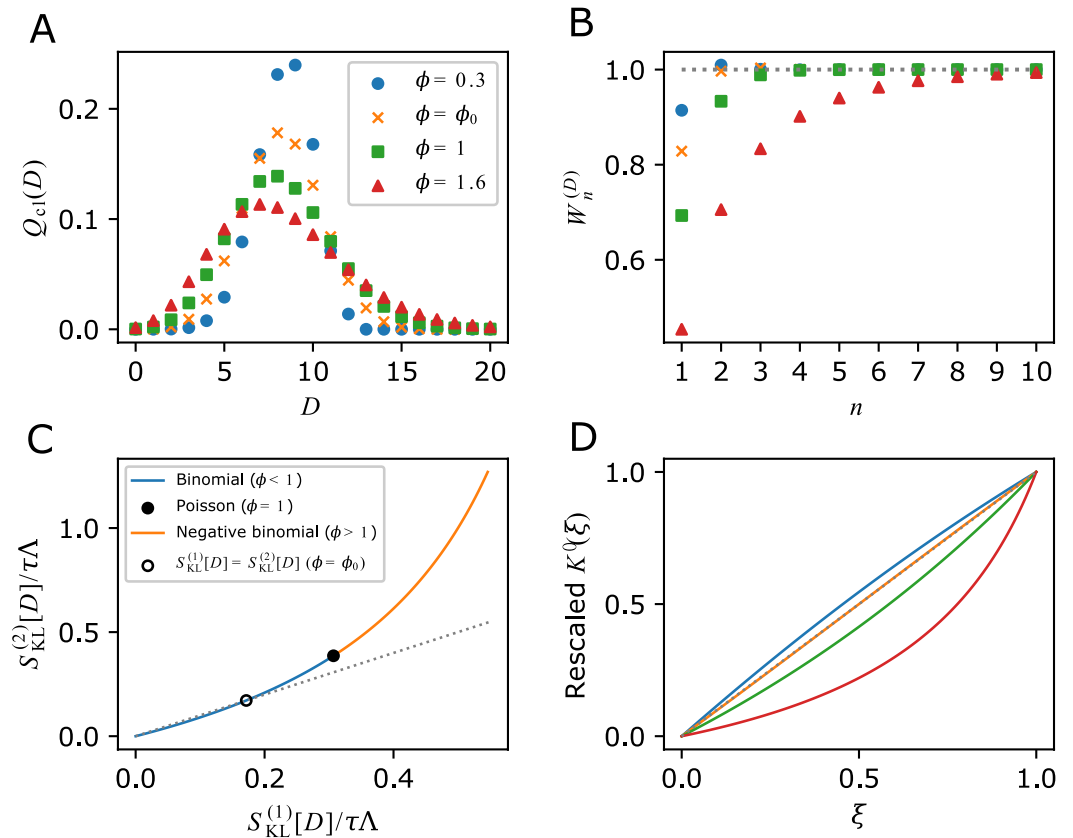 A
Q_cl(D)
0.2
0.1
0.0
ϕ = 0.3
ϕ = ϕ_0
ϕ = 1
ϕ = 1.6
0 5 10 15 20
D
B
W_n^(D)
1.0
0.8
0.6
1 2 3 4 5 6 7 8 9 10
n
C
S_KL^(2)[D]/τΛ
1.0
0.5
0.0
Binomial (ϕ < 1)
Poisson (ϕ = 1)
Negative binomial (ϕ > 1)
S_KL^(1)[D] = S_KL^(2)[D] (ϕ = ϕ_0)
0.0 0.2 0.4
S_KL^(1)[D]/τΛ
D
Rescaled K^0(ξ)
1.0
0.5
0.0
0.0 0.5 1.0
ξ